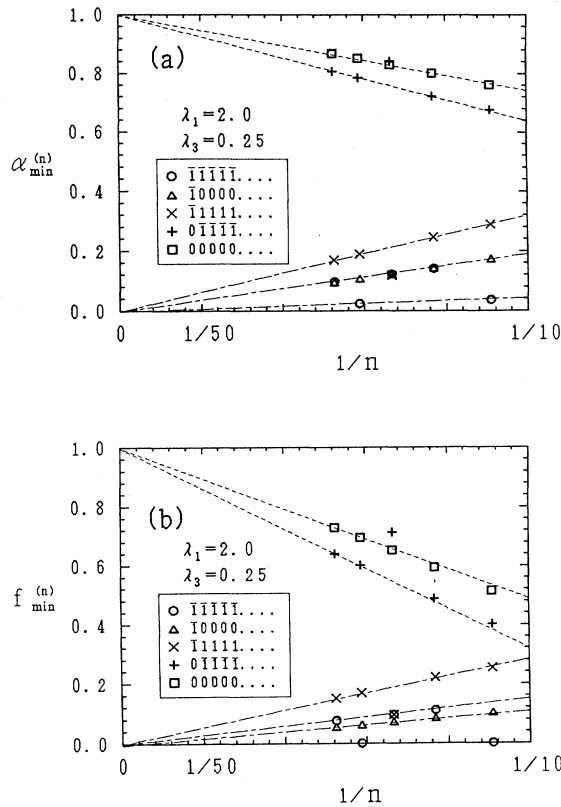 1.0
(a)
0.8
λ₁=2.0
λ₃=0.25
0.6
α_min^(n)
○ 1̄1̄1̄1̄1̄....
△ 1̄0000....
× 1̄1111....
+ 01̄1̄1̄1̄....
□ 00000....
0.4
0.2
0.0
0 1/50 1/10
1/n
1.0
0.8
(b)
λ₁=2.0
λ₃=0.25
0.6
f_min^(n)
○ 1̄1̄1̄1̄1̄....
△ 1̄0000....
× 1̄1111....
+ 01̄1̄1̄1̄....
□ 00000....
0.4
0.2
0.0
0 1/50 1/10
1/n